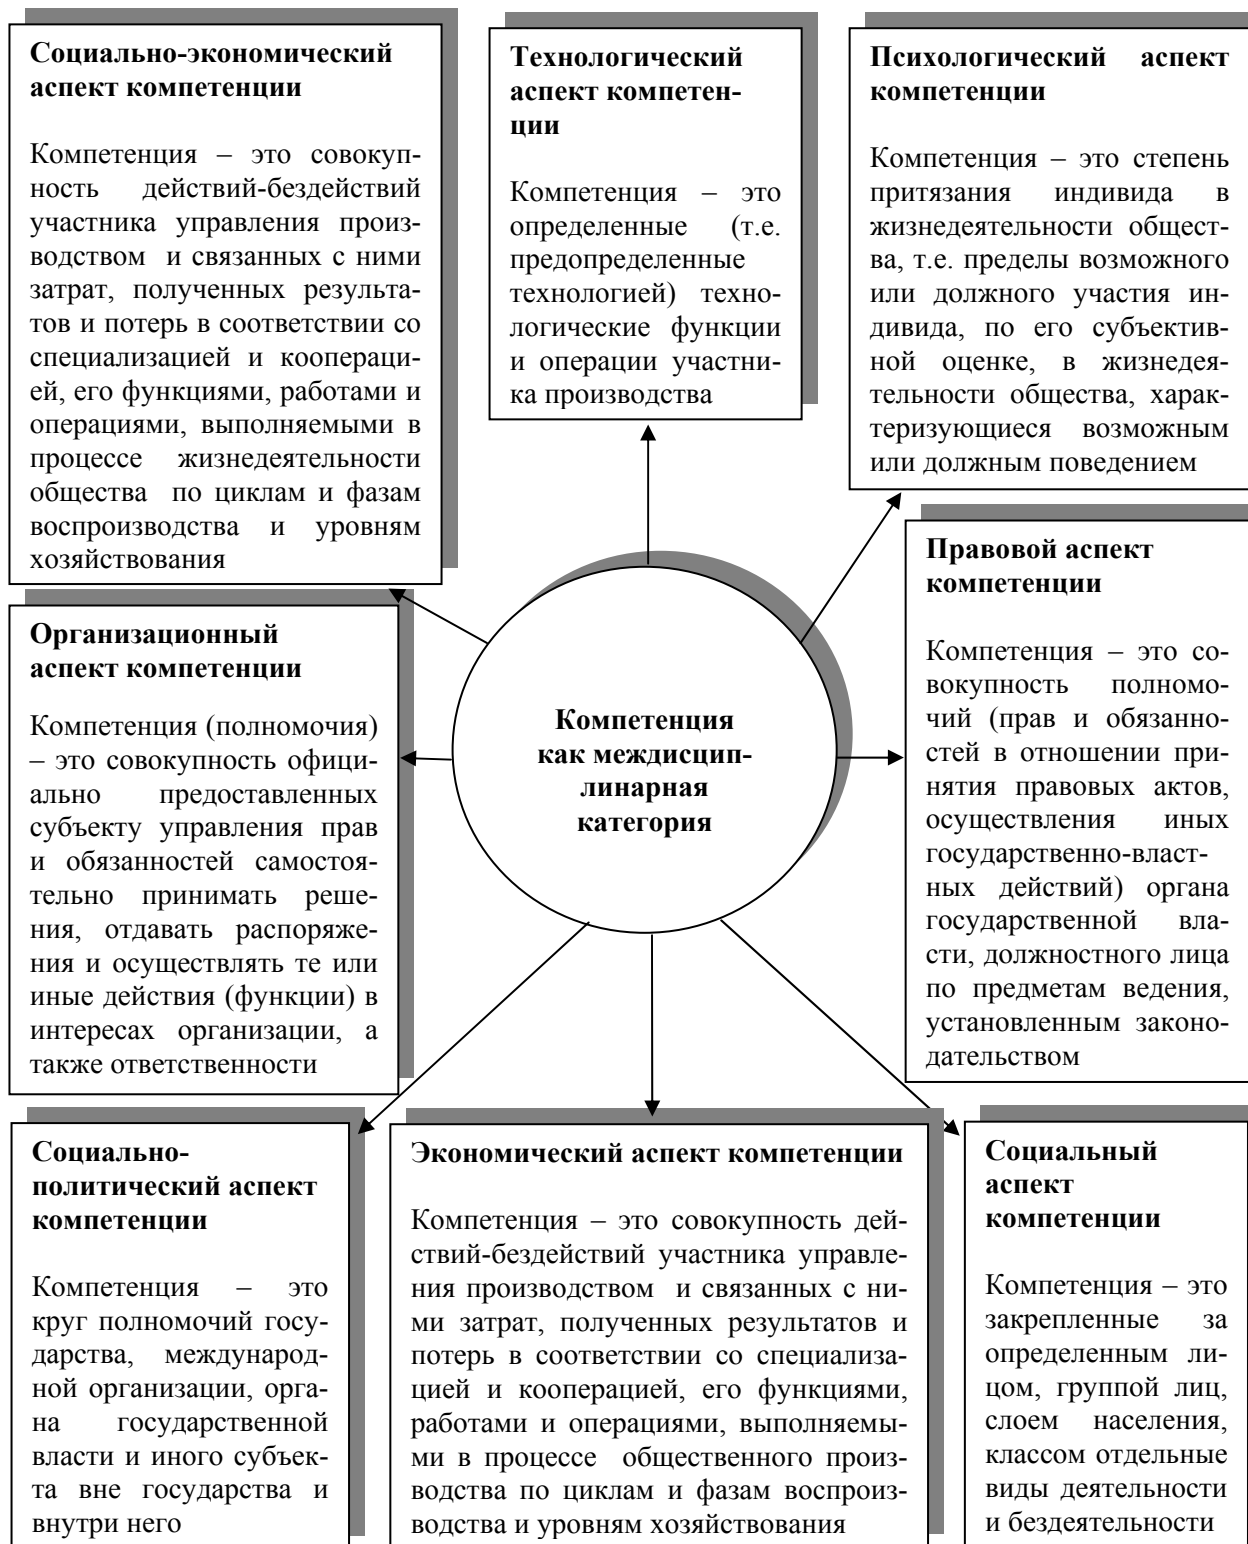 Социально-экономический
аспект компетенции
Компетенция – это совокуп-
ность действий-бездействий
участника управления произ-
водством и связанных с ними
затрат, полученных результа-
тов и потерь в соответствии со
специализацией и кооперации-
ей, его функциями, работами и
операциями, выполняемыми в
процессе жизнедеятельности
общества по циклам и фазам
воспроизводства и уровням
хозяйствования
Технологический
аспект компетен-
ции
Компетенция – это
определенные (т.е.
предопределенные
технологией) техно-
логические функции
и операции участни-
ка производства
Психологический аспект
компетенции
Компетенция – это степень
притязания индивида в
жизнедеятельности общест-
ва, т.е. пределы возможного
или должного участия ин-
дивида, по его субъектив-
ной оценке, в жизнедея-
тельности общества, харак-
теризующиеся возможным
или должным поведением
Организационный
аспект компетенции
Компетенция (полномочия)
– это совокупность офици-
ально предоставленных
субъекту управления прав
и обязанностей самостоя-
тельно принимать реше-
ния, отдавать распоряже-
ния и осуществлять те или
иные действия (функции) в
интересах организации, а
также ответственности
Компетенция
как междисцип-
линарная
категория
Правовой аспект
компетенции
Компетенция – это со-
вокупность полномо-
чий (прав и обязанно-
стей в отношении при-
нятия правовых актов,
осуществления иных
государственно-власт-
ных действий) органа
государственной вла-
сти, должностного лица
по предметам ведения,
установленным законо-
дательством
Социально-
политический аспект
компетенции
Компетенция – это
круг полномочий госу-
дарства, международ-
ной организации, орга-
на государственной
власти и иного субъек-
та вне государства и
внутри него
Экономический аспект компетенции
Компетенция – это совокупность дей-
ствий-бездействий участника управле-
ния производством и связанных с ни-
ми затрат, полученных результатов и
потерь в соответствии со специализа-
цией и кооперацией, его функциями,
работами и операциями, выполняемы-
ми в процессе общественного произ-
водства по циклам и фазам воспроиз-
водства и уровням хозяйствования
Социальный
аспект
компетенции
Компетенция – это
закрепленные за
определенным ли-
цом, группой лиц,
слоем населения,
классом отдельные
виды деятельности
и бездеятельности